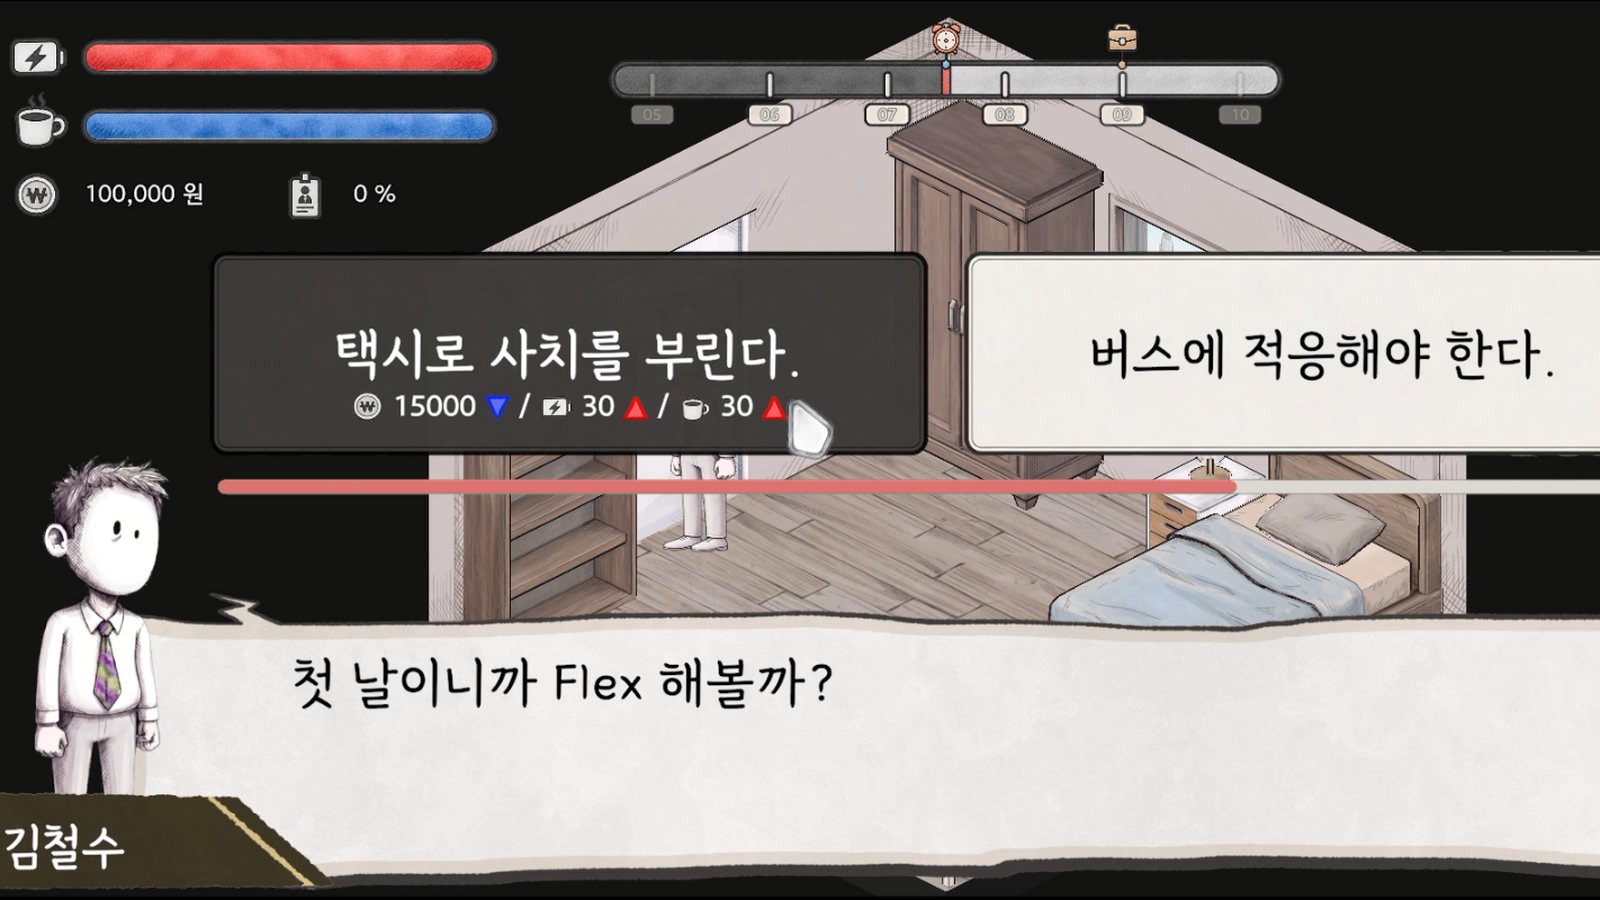 100,000 원
0 %
05 06 07 08 09 10
택시로 사치를 부린다.
15000 / 30 / 30
버스에 적응해야 한다.
첫 날이니까 Flex 해볼까?
김철수